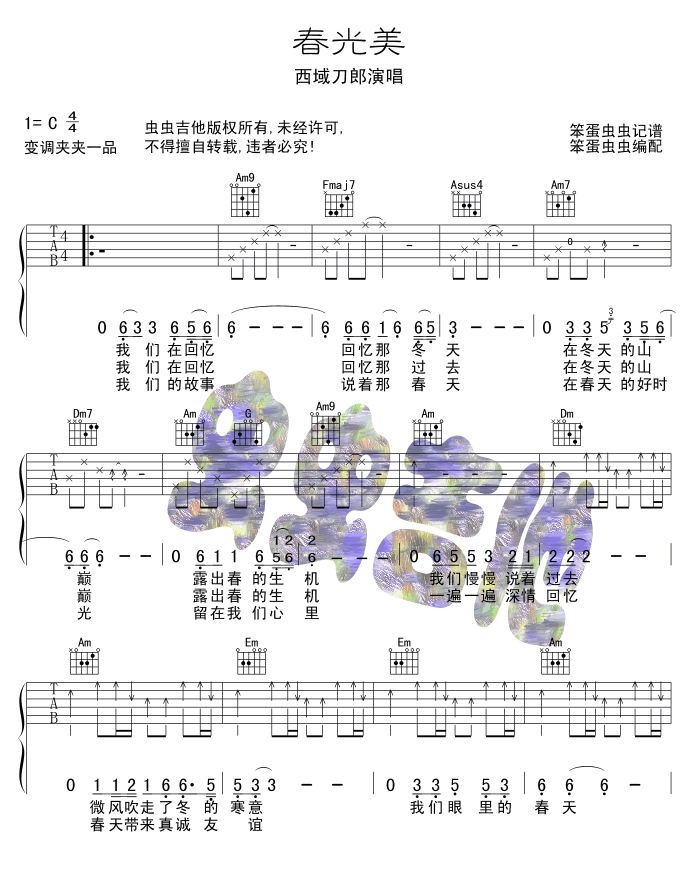 春光美
西域刀郎演唱
1= C 4/4
虫虫吉他版权所有,未经许可,
笨蛋虫虫记谱
变调夹夹一品
不得擅自转载,违者必究!
笨蛋虫虫编配
Am9 Fmaj7 Asus4 Am7
T A B 4 4
0 6 3 3 6 5 6 6 - - - 6 6 6 1 6 6 5 3 - - - 0 3 3 5 3 3 5 6
我们在回忆 回忆那 冬天 在冬天的山
我们在回忆 回忆那 过去 在冬天的山
我们的故事 说着那 春天 在春天的好时
Dm7 Am G Am9 Am Dm
T A B
6 6 6 - - 0 6 1 1 6 5 6 2 - - 0 6 5 5 3 2 1 2 2 2 - -
巅 露出春的生机 我们慢慢说着过去
巅 露出春的生机 一遍一遍深情回忆
光 留在我们心里
Am Em Em Am
T A B
0 1 1 2 1 6 6· 5 5 3 3 - - 0 3 3 5 5 5 6 6 - -
微风吹走了冬的寒意 我们眼里的春天
春天带来真诚友谊